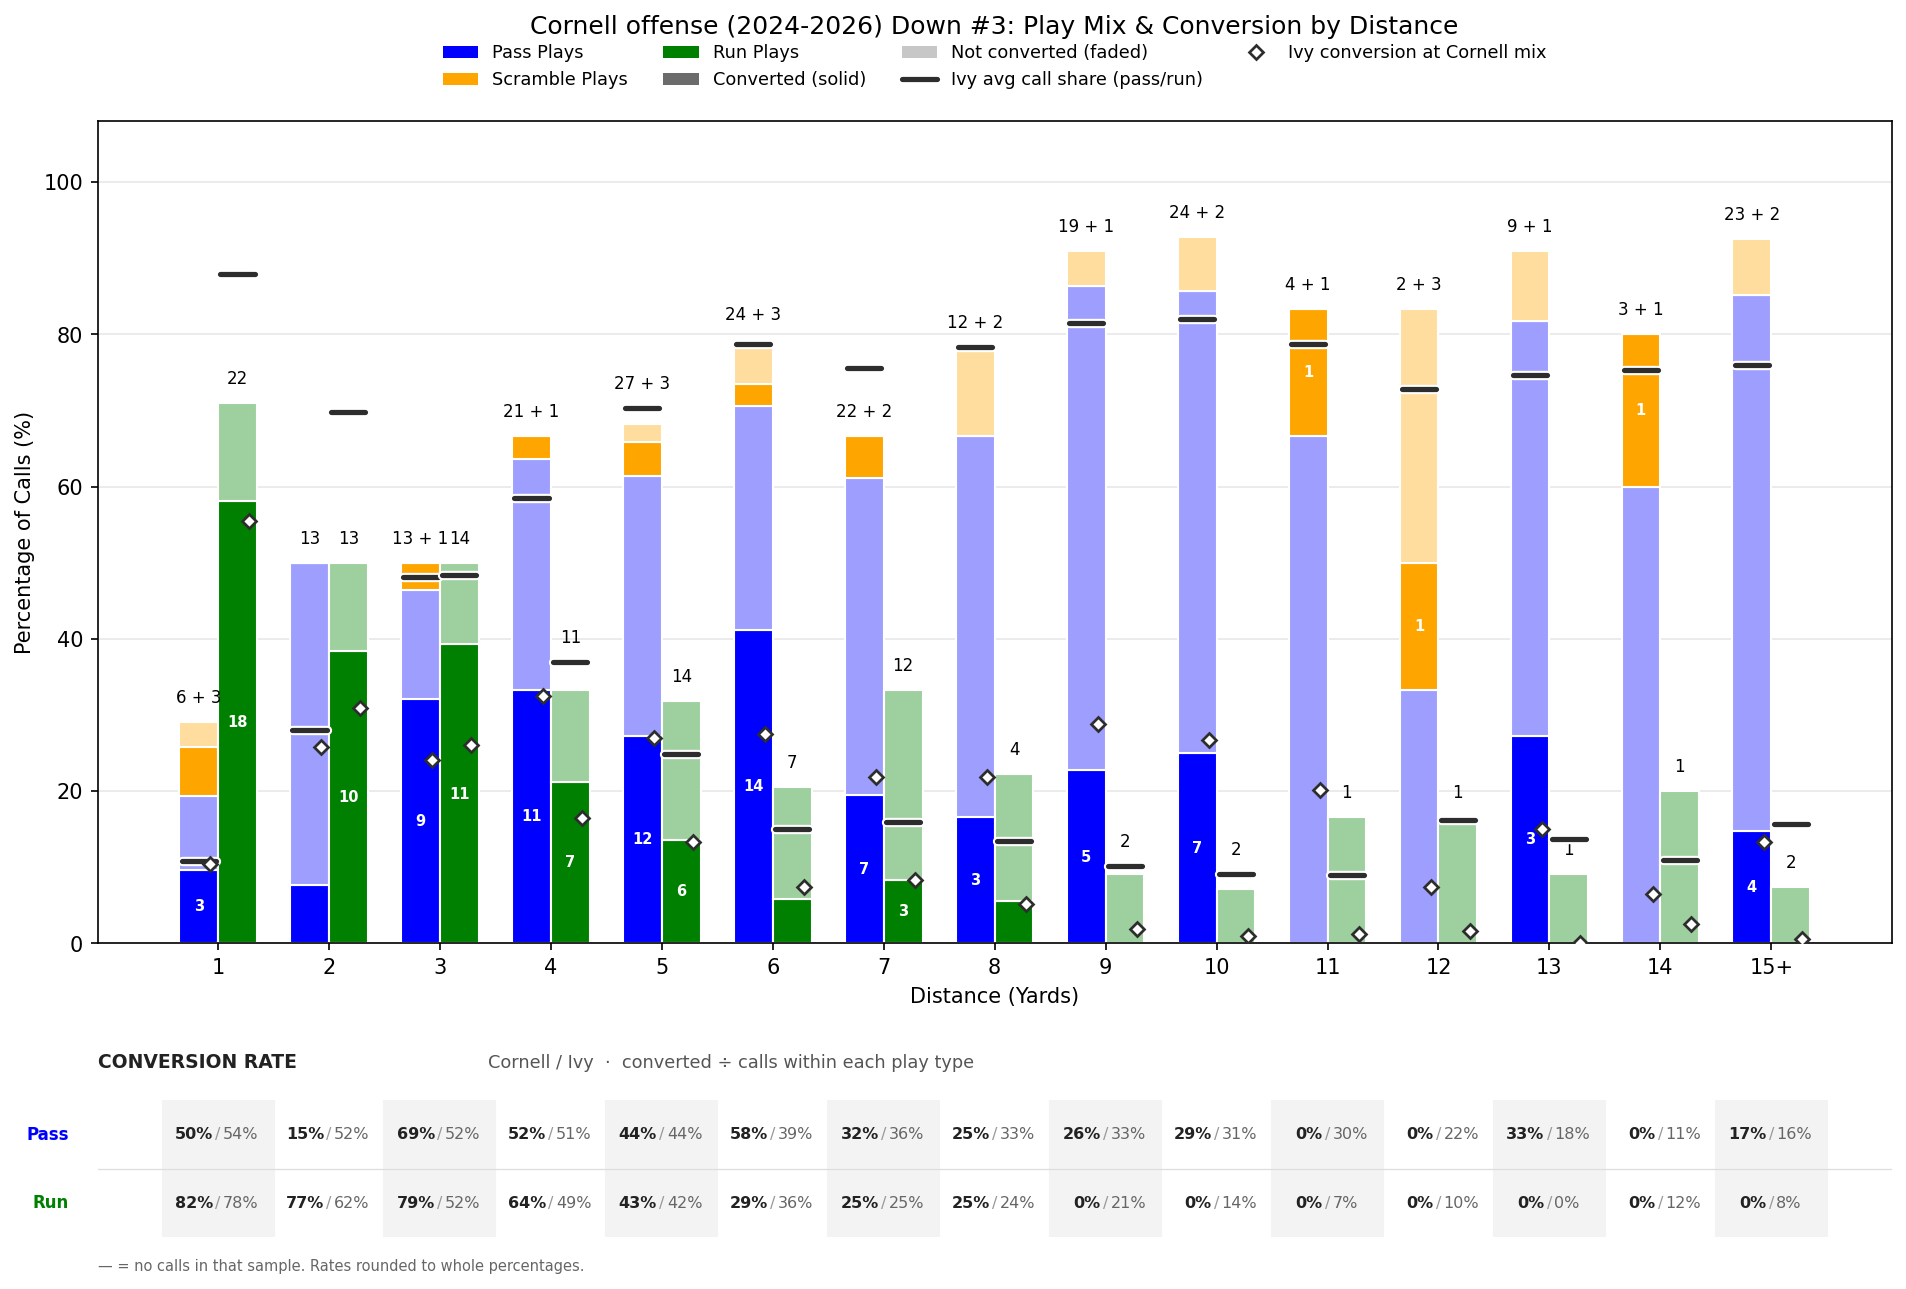 Cornell offense (2024-2026) Down #3: Play Mix & Conversion by Distance
Pass Plays
Run Plays
Not converted (faded)
Ivy conversion at Cornell mix
Scramble Plays
Converted (solid)
Ivy avg call share (pass/run)
Percentage of Calls (%)
100
80
60
40
20
0
6 + 3
22
13
13
13 + 1
14
21 + 1
11
27 + 3
14
24 + 3
7
22 + 2
12
12 + 2
4
19 + 1
2
24 + 2
2
4 + 1
1
2 + 3
1
9 + 1
1
3 + 1
1
23 + 2
2
3
18
10
9
11
11
7
12
6
14
7
3
3
5
7
1
1
3
1
4
1 2 3 4 5 6 7 8 9 10 11 12 13 14 15+
Distance (Yards)
CONVERSION RATE
Cornell / Ivy · converted ÷ calls within each play type
Pass 50% / 54% 15% / 52% 69% / 52% 52% / 51% 44% / 44% 58% / 39% 32% / 36% 25% / 33% 26% / 33% 29% / 31% 0% / 30% 0% / 22% 33% / 18% 0% / 11% 17% / 16%
Run 82% / 78% 77% / 62% 79% / 52% 64% / 49% 43% / 42% 29% / 36% 25% / 25% 25% / 24% 0% / 21% 0% / 14% 0% / 7% 0% / 10% 0% / 0% 0% / 12% 0% / 8%
— = no calls in that sample. Rates rounded to whole percentages.